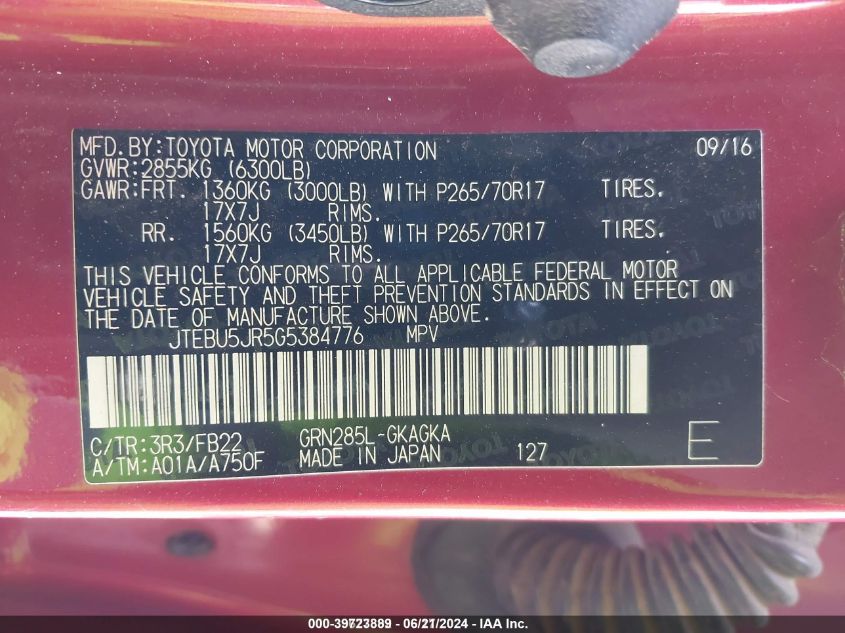 MFD.BY:TOYOTA MOTOR CORPORATION 09/16
GVWR:2855KG (6300LB)
GAWR:FRT. 1360KG (3000LB) WITH P265/70R17 TIRES.
17X7J RIMS.
RR. 1560KG (3450LB) WITH P265/70R17 TIRES.
17X7J RIMS.
THIS VEHICLE CONFORMS TO ALL APPLICABLE FEDERAL MOTOR
VEHICLE SAFETY AND THEFT PREVENTION STANDARDS IN EFFECT ON
THE DATE OF MANUFACTURE SHOWN ABOVE.
JTEBU5JR5G5384776 MPV
C/TR:3R3/FB22 GRN285L-GKAGKA
A/TM:A01A/A750F MADE IN JAPAN 127 E
000-39723889 - 06/21/2024 - IAA Inc.